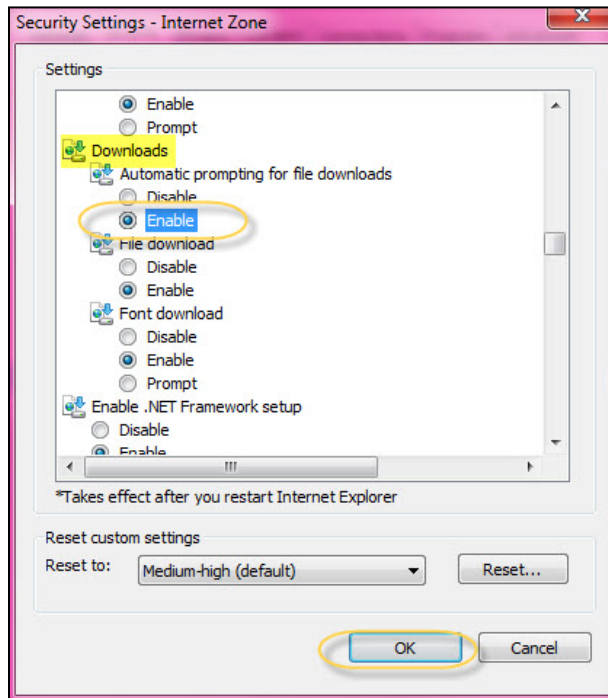 Security Settings - Internet Zone
Settings
Enable
Prompt
Downloads
Automatic prompting for file downloads
Disable
Enable
File download
Disable
Enable
Font download
Disable
Enable
Prompt
Enable .NET Framework setup
Disable
Enable
*Takes effect after you restart Internet Explorer
Reset custom settings
Reset to: Medium-high (default) Reset...
OK Cancel